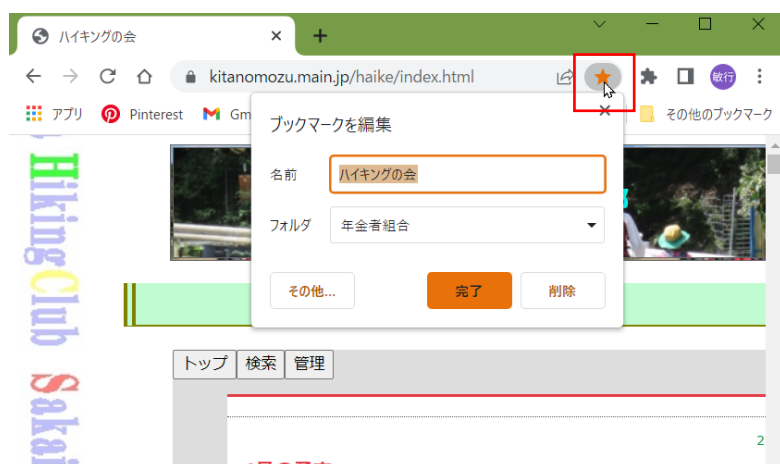 ハイキングの会
kitanomozu.main.jp/haike/index.html
敏行
アプリ
Pinterest
Gm
その他のブックマーク
ブックマークを編集
名前
ハイキングの会
フォルダ
年金者組合
その他...
完了
削除
HikingClub Sakai
トップ
検索
管理
2